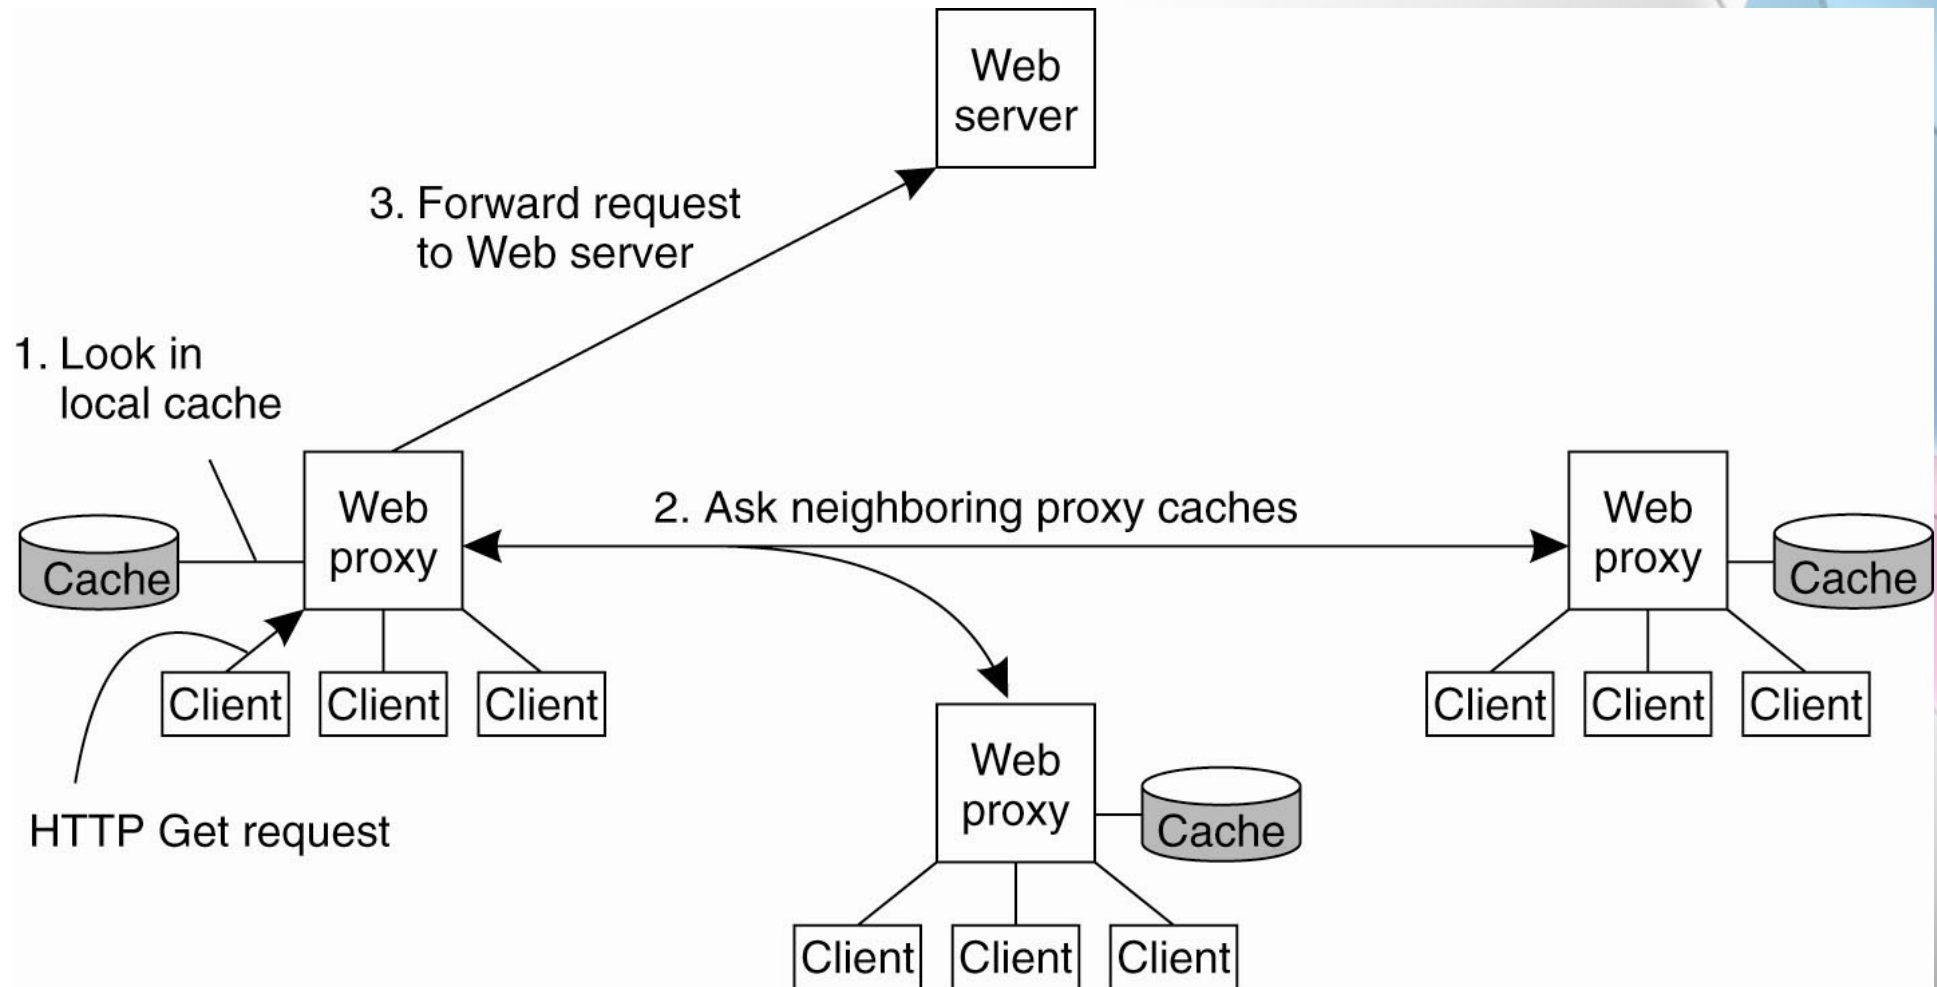 Web
server
3. Forward request
to Web server
1. Look in
local cache
Web
proxy
2. Ask neighboring proxy caches
Web
proxy
Cache
Cache
Client
Client
Client
Client
Client
Client
Web
proxy
HTTP Get request
Cache
Client
Client
Client